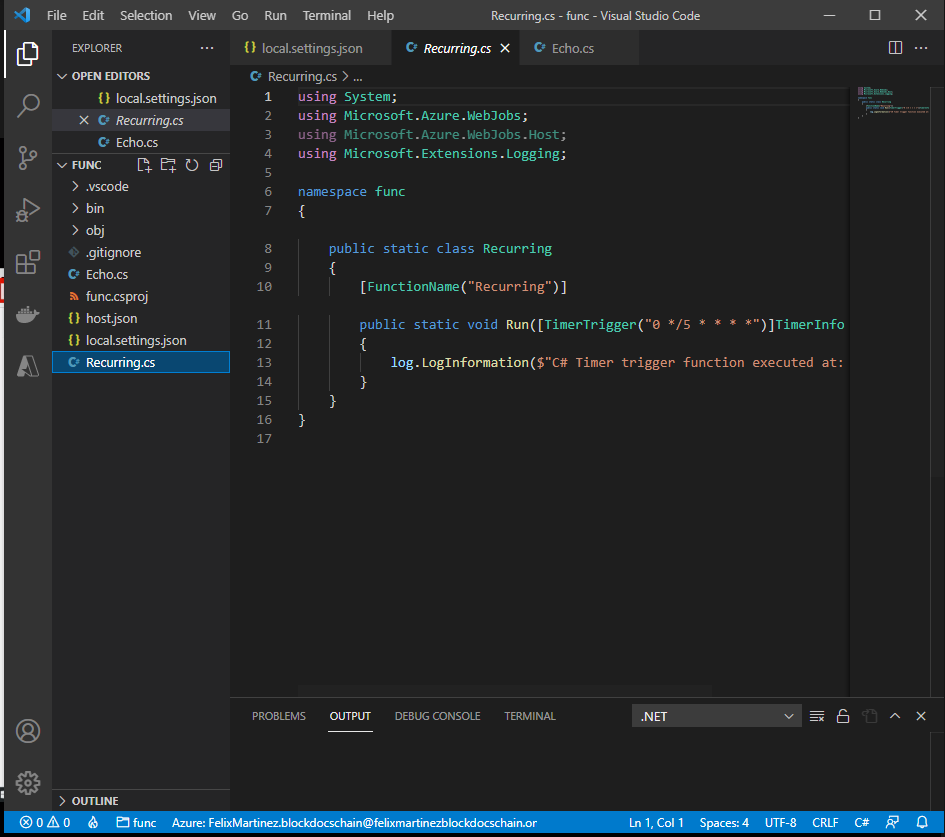 File Edit Selection View Go Run Terminal Help Recurring.cs - func - Visual Studio Code
EXPLORER
OPEN EDITORS
local.settings.json
Recurring.cs
Echo.cs
FUNC
.vscode
bin
obj
.gitignore
Echo.cs
func.csproj
host.json
local.settings.json
Recurring.cs
OUTLINE
local.settings.json Recurring.cs Echo.cs
Recurring.cs > ...
1 using System;
2 using Microsoft.Azure.WebJobs;
3 using Microsoft.Azure.WebJobs.Host;
4 using Microsoft.Extensions.Logging;
5
6 namespace func
7 {
8 public static class Recurring
9 {
10 [FunctionName("Recurring")]
11 public static void Run([TimerTrigger("0 */5 * * * *")]TimerInfo
12 {
13 log.LogInformation($"C# Timer trigger function executed at:
14 }
15 }
16 }
17
PROBLEMS OUTPUT DEBUG CONSOLE TERMINAL .NET
0 0 func Azure: FelixMartinez.blockdocschain@felixmartinezblockdocschain.or Ln 1, Col 1 Spaces: 4 UTF-8 CRLF C#